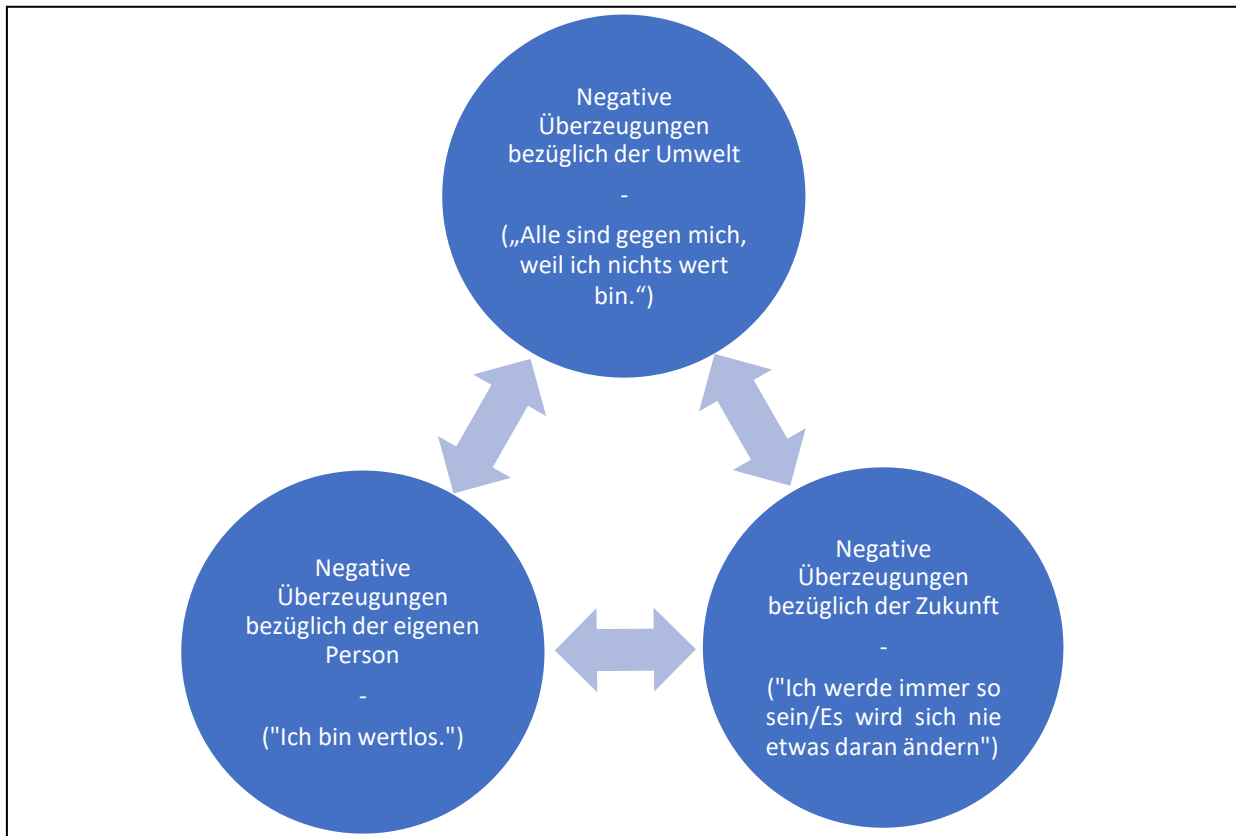 Negative
Überzeugungen
bezüglich der Umwelt
-
(„Alle sind gegen mich,
weil ich nichts wert
bin.“)
Negative
Überzeugungen
bezüglich der eigenen
Person
-
("Ich bin wertlos.")
Negative
Überzeugungen
bezüglich der Zukunft
-
("Ich werde immer so
sein/Es wird sich nie
etwas daran ändern")